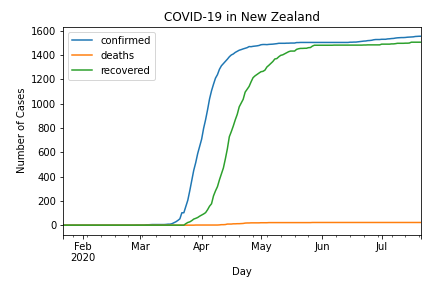 COVID-19 in New Zealand
confirmed
deaths
recovered
Number of Cases
1600
1400
1200
1000
800
600
400
200
0
Feb Mar Apr May Jun Jul
2020
Day